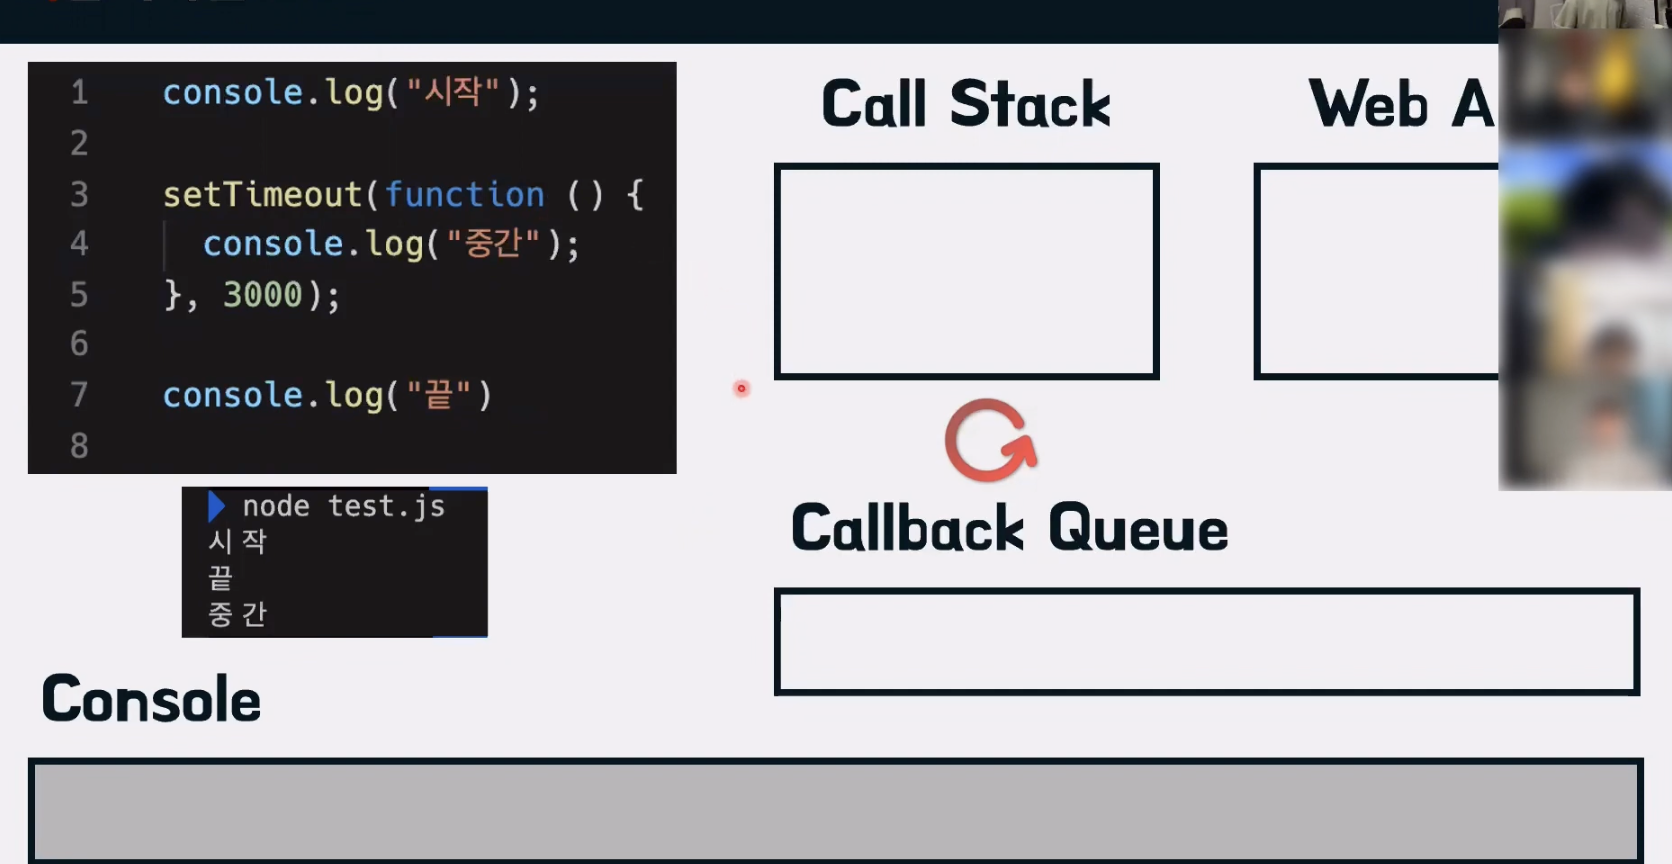 1 console.log("시작");
2
3 setTimeout(function () {
4 console.log("중간");
5 }, 3000);
6
7 console.log("끝")
8
node test.js
시작
끝
중간
Console
Call Stack
Web A
Callback Queue